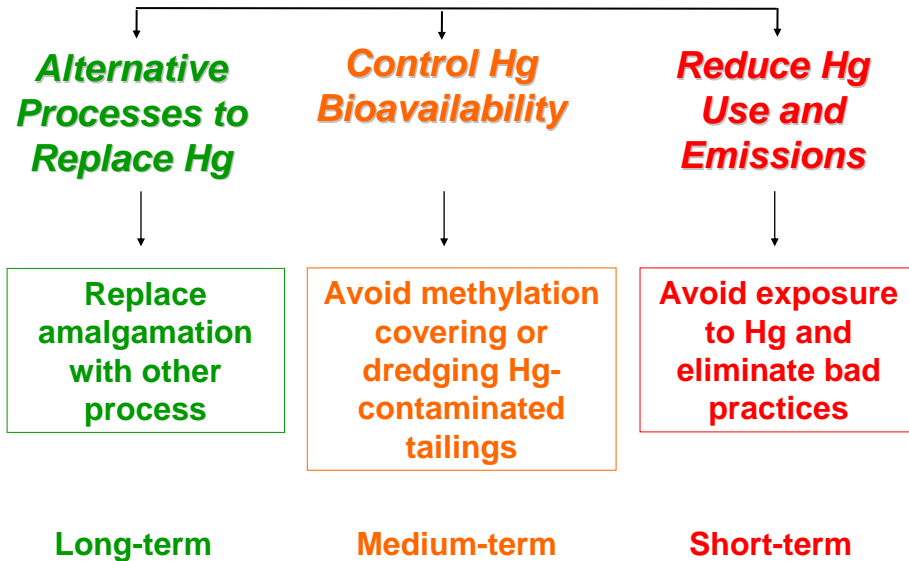 Alternative
Processes to
Replace Hg
Control Hg
Bioavailability
Reduce Hg
Use and
Emissions
Replace
amalgamation
with other
process
Avoid methylation
covering or
dredging Hg-
contaminated
tailings
Avoid exposure
to Hg and
eliminate bad
practices
Long-term
Medium-term
Short-term